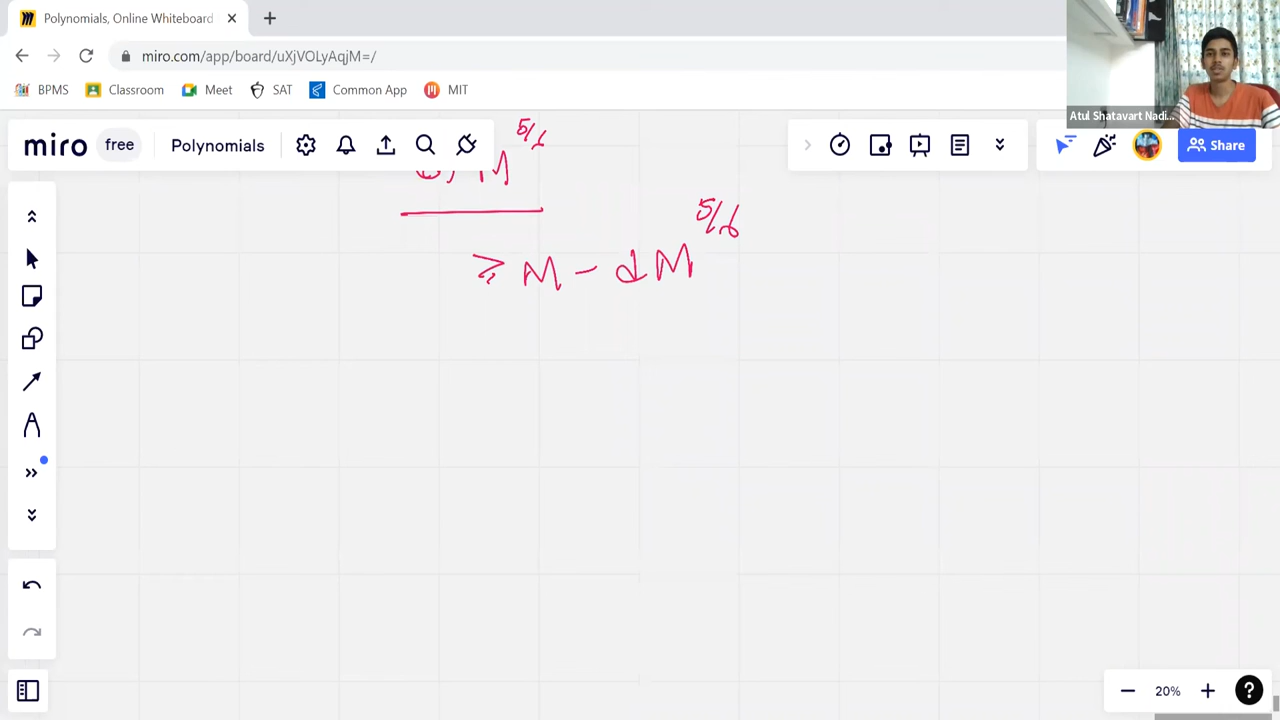 Polynomials, Online Whiteboard
miro.com/app/board/uXjVOLyAqjM=/
BPMS Classroom Meet SAT Common App MIT
Atul Shatavart Nadi...
miro free Polynomials Share
M^{5/6}
≥ M - dM^{5/6}
20%